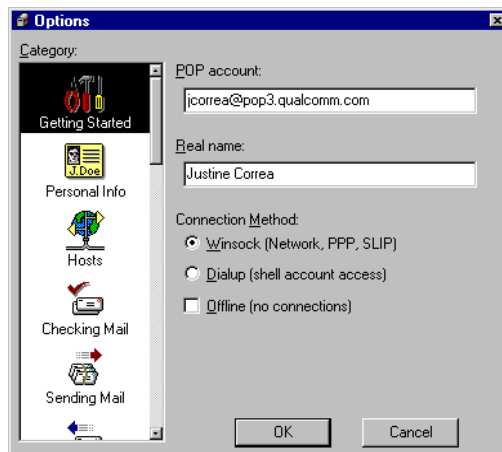 Options
Category:
Getting Started
J.Doe
Personal Info
Hosts
Checking Mail
Sending Mail
POP account:
jcorrea@pop3.qualcomm.com
Real name:
Justine Correa
Connection Method:
Winsock (Network, PPP, SLIP)
Dialup (shell account access)
Offline (no connections)
OK
Cancel